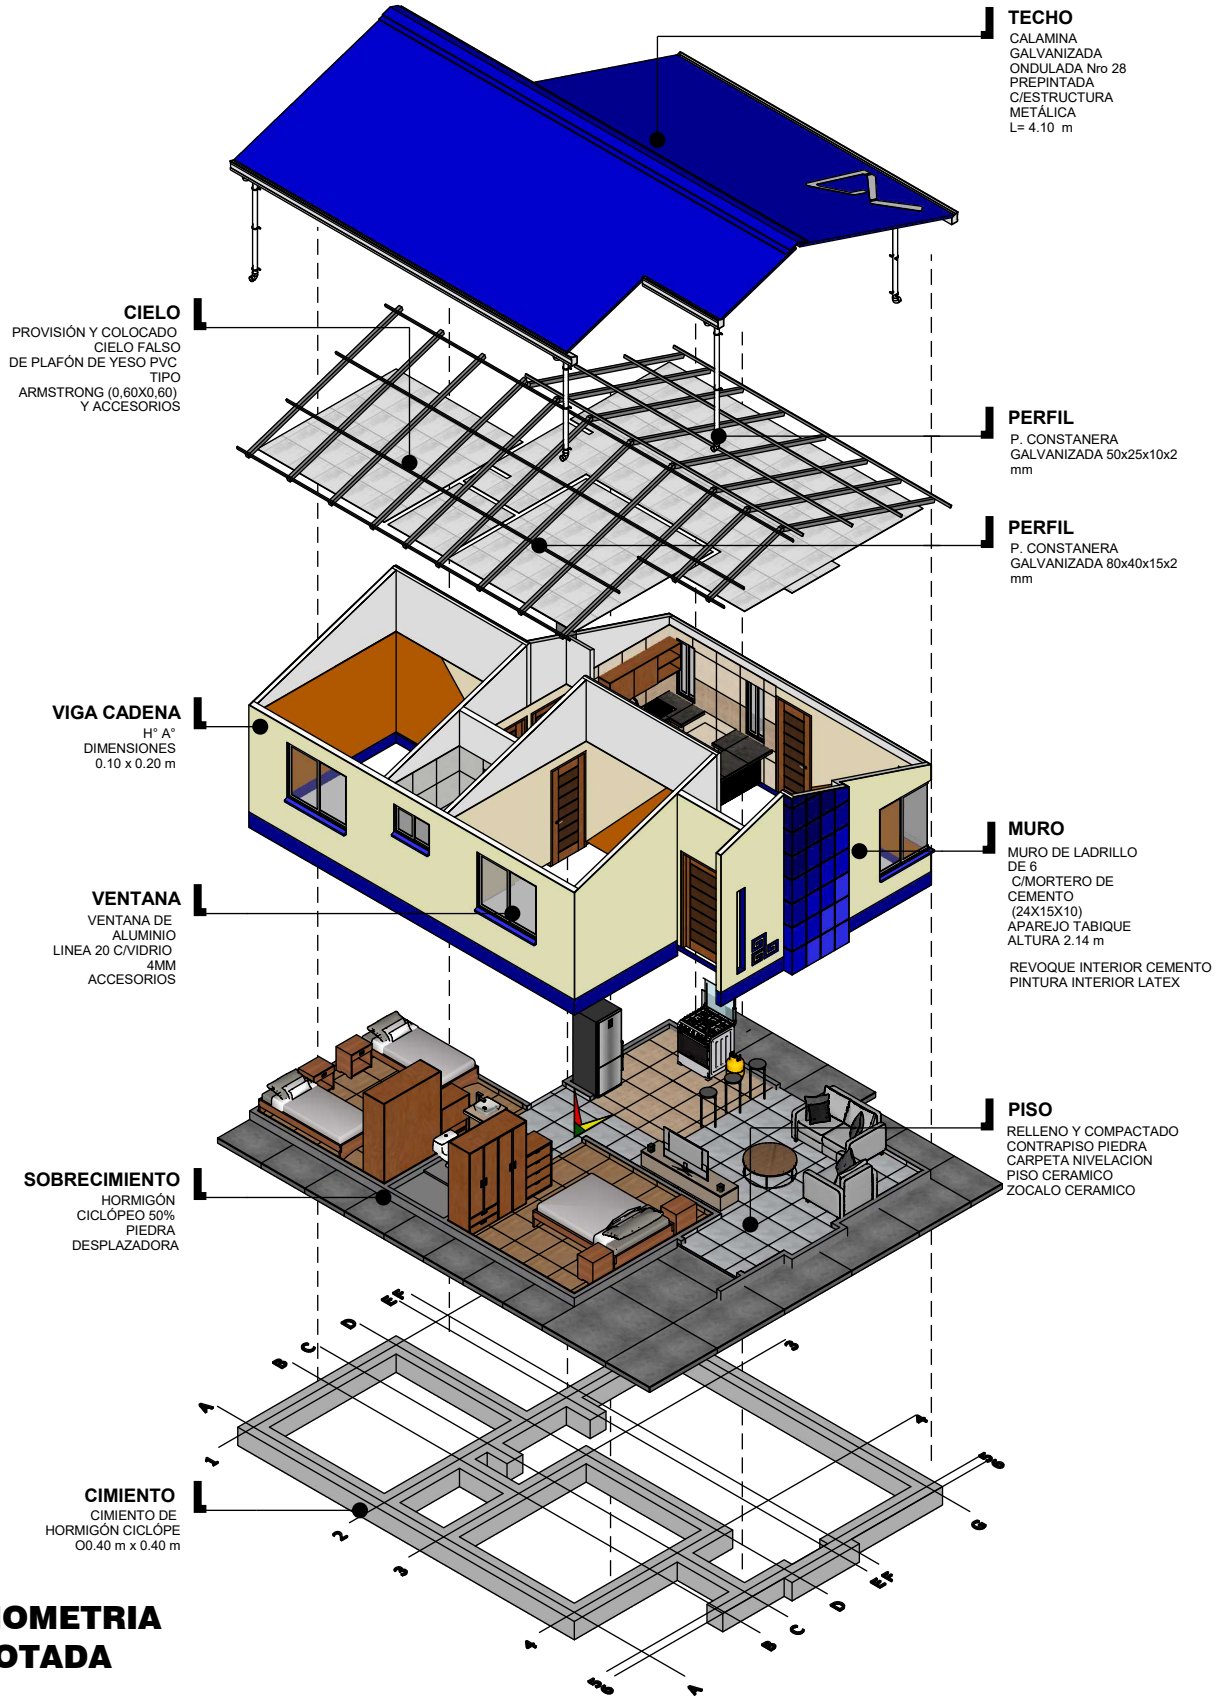 TECHO
CALAMINA
GALVANIZADA
ONDULADA Nro 28
PREPINTADA
C/ESTRUCTURA
METÁLICA
L= 4.10 m
CIELO
PROVISIÓN Y COLOCADO
CIELO FALSO
DE PLAFÓN DE YESO PVC
TIPO
ARMSTRONG (0,60X0,60)
Y ACCESORIOS
PERFIL
P. CONSTANERA
GALVANIZADA 50x25x10x2
mm
PERFIL
P. CONSTANERA
GALVANIZADA 80x40x15x2
mm
VIGA CADENA
H° A°
DIMENSIONES
0.10 x 0.20 m
MURO
MURO DE LADRILLO
DE 6
C/MORTERO DE
CEMENTO
(24X15X10)
APAREJO TABIQUE
ALTURA 2.14 m
REVOQUE INTERIOR CEMENTO
PINTURA INTERIOR LATEX
VENTANA
VENTANA DE
ALUMINIO
LINEA 20 C/VIDRIO
4MM
ACCESORIOS
PISO
RELLENO Y COMPACTADO
CONTRAPISO PIEDRA
CARPETA NIVELACION
PISO CERAMICO
ZOCALO CERAMICO
SOBRECIMIENTO
HORMIGÓN
CICLÓPEO 50%
PIEDRA
DESPLAZADORA
E F
D
C
B
A
1
2
3
4
5 6
3
4
5 6
G
E F
D
C
B
A
CIMIENTO
CIMIENTO DE
HORMIGÓN CICLÓPE
O0.40 m x 0.40 m
IOMETRIA
OTADA